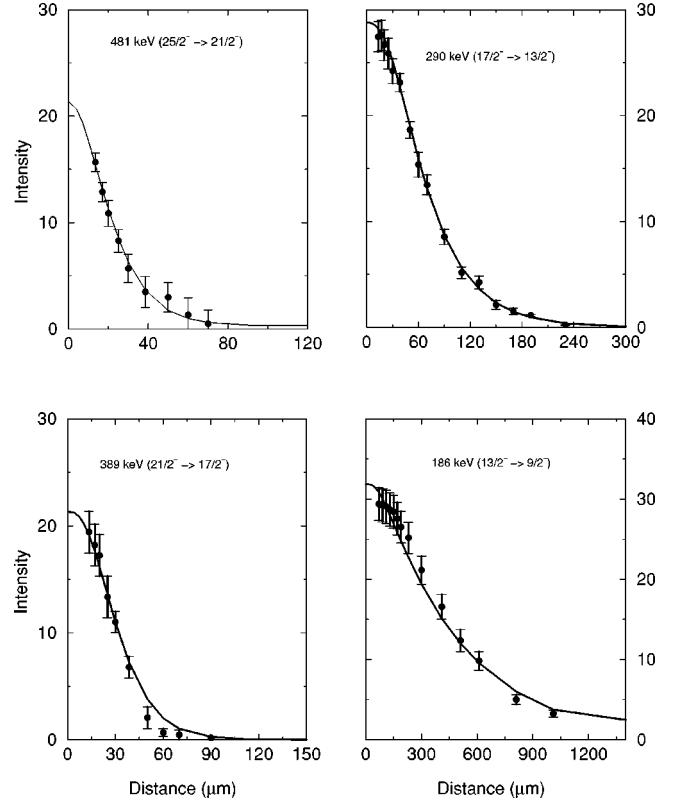 481 keV (25/2⁻ −> 21/2⁻)
Intensity
30
20
10
0
0 40 80 120
290 keV (17/2⁻ −> 13/2⁻)
30
20
10
0
0 60 120 180 240 300
389 keV (21/2⁻ −> 17/2⁻)
Intensity
30
20
10
0
0 30 60 90 120 150
Distance (μm)
186 keV (13/2⁻ −> 9/2⁻)
40
30
20
10
0
0 300 600 900 1200
Distance (μm)